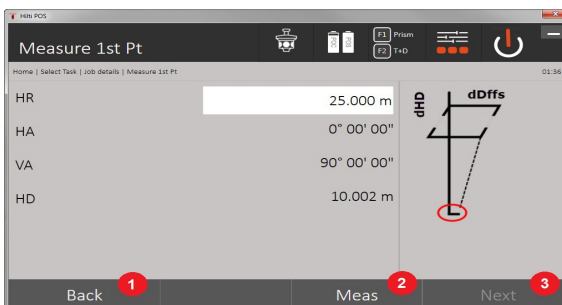 Hilti POS
Measure 1st Pt
POC
POS
F1 Prism
F2 T+D
Home | Select Task | Job details | Measure 1st Pt
01:36
HR 25.000 m
HA 0° 00' 00"
VA 90° 00' 00"
HD 10.002 m
dHD
dDffs
Back 1
Meas 2
Next 3